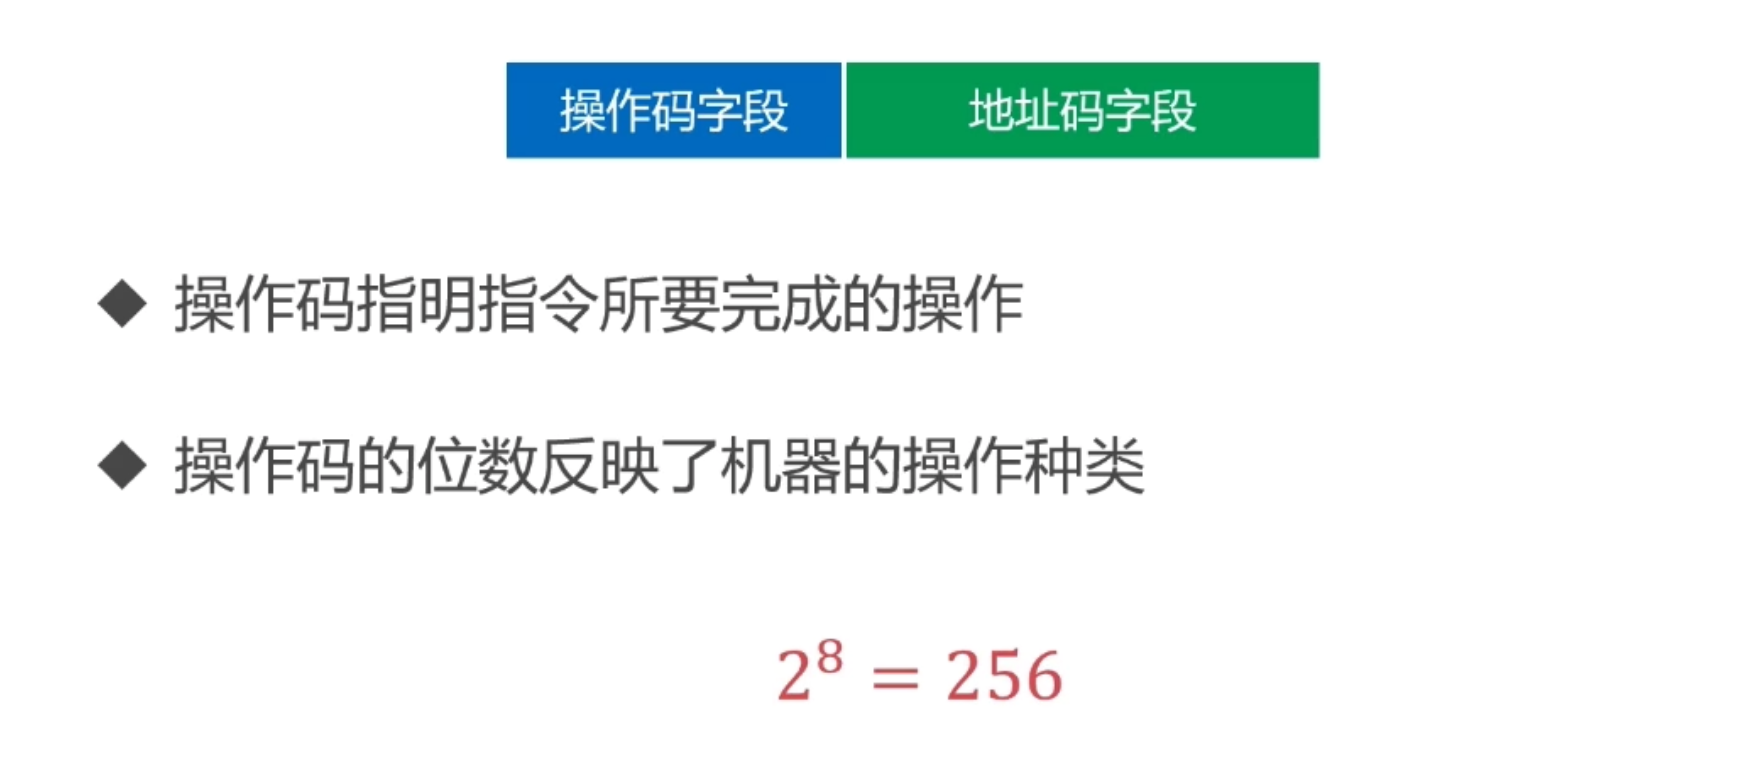 操作码字段 地址码字段
◆ 操作码指明指令所要完成的操作
◆ 操作码的位数反映了机器的操作种类
2⁸ = 256